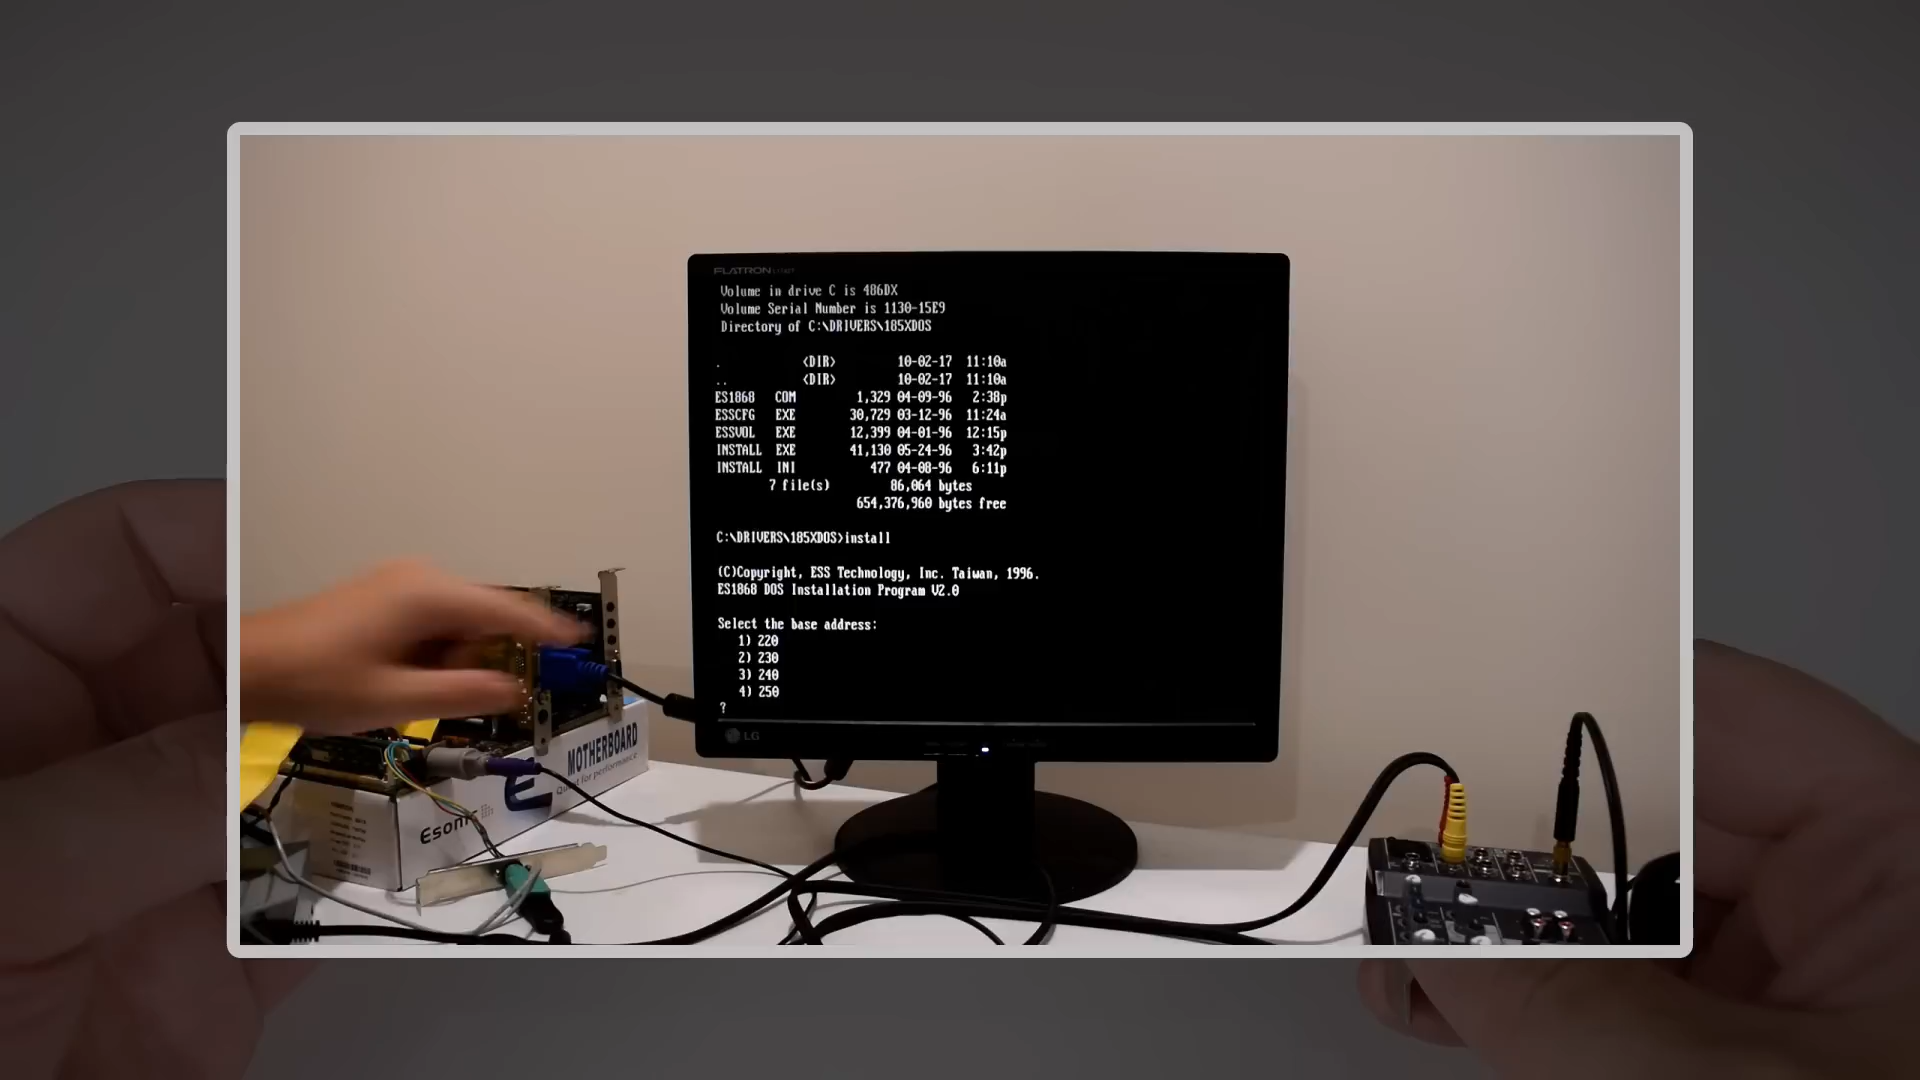 FLATRON
Volume in drive C is 486DX
Volume Serial Number is 1130-15E9
Directory of C:\DRIVERS\185XDOS
. <DIR> 10-02-17 11:10a
.. <DIR> 10-02-17 11:10a
ES1868 COM 1,329 04-09-96 2:38p
ESSCFG EXE 30,729 03-12-96 11:24a
ESSVOL EXE 12,399 04-01-96 12:15p
INSTALL EXE 41,130 05-24-96 3:42p
INSTALL INI 477 04-08-96 6:11p
7 file(s) 86,064 bytes
654,376,960 bytes free
C:\DRIVERS\185XDOS>install
(C)Copyright, ESS Technology, Inc. Taiwan, 1996.
ES1868 DOS Installation Program V2.0
Select the base address:
1) 220
2) 230
3) 240
4) 250
?
LG
MOTHERBOARD
Quest for performance
Esonic